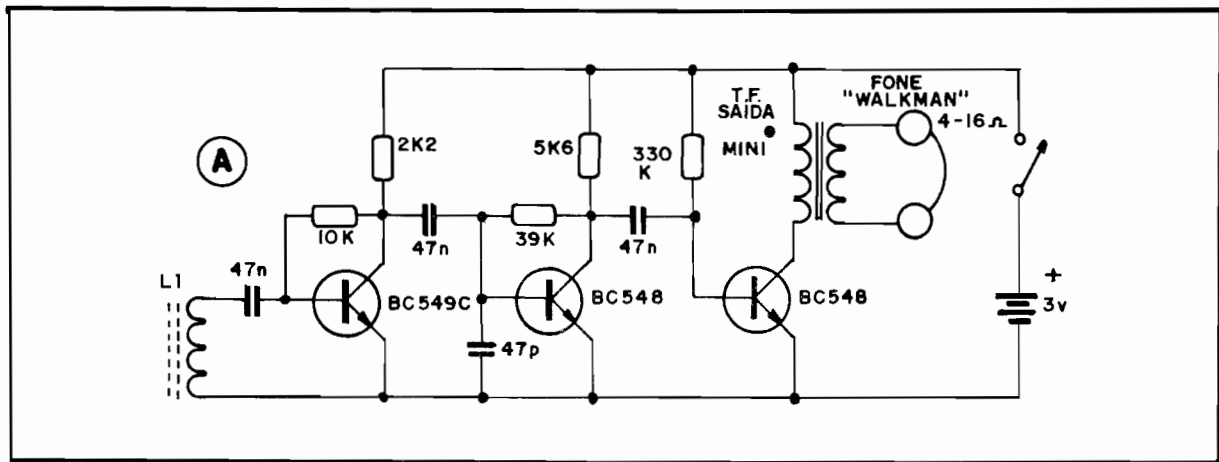 A
L1
47n
10K
2K2
BC549C
47n
47p
39K
5K6
BC548
47n
330
K
T.F.
SAIDA
MINI
BC548
FONE
"WALKMAN"
4-16Ω
+
3v